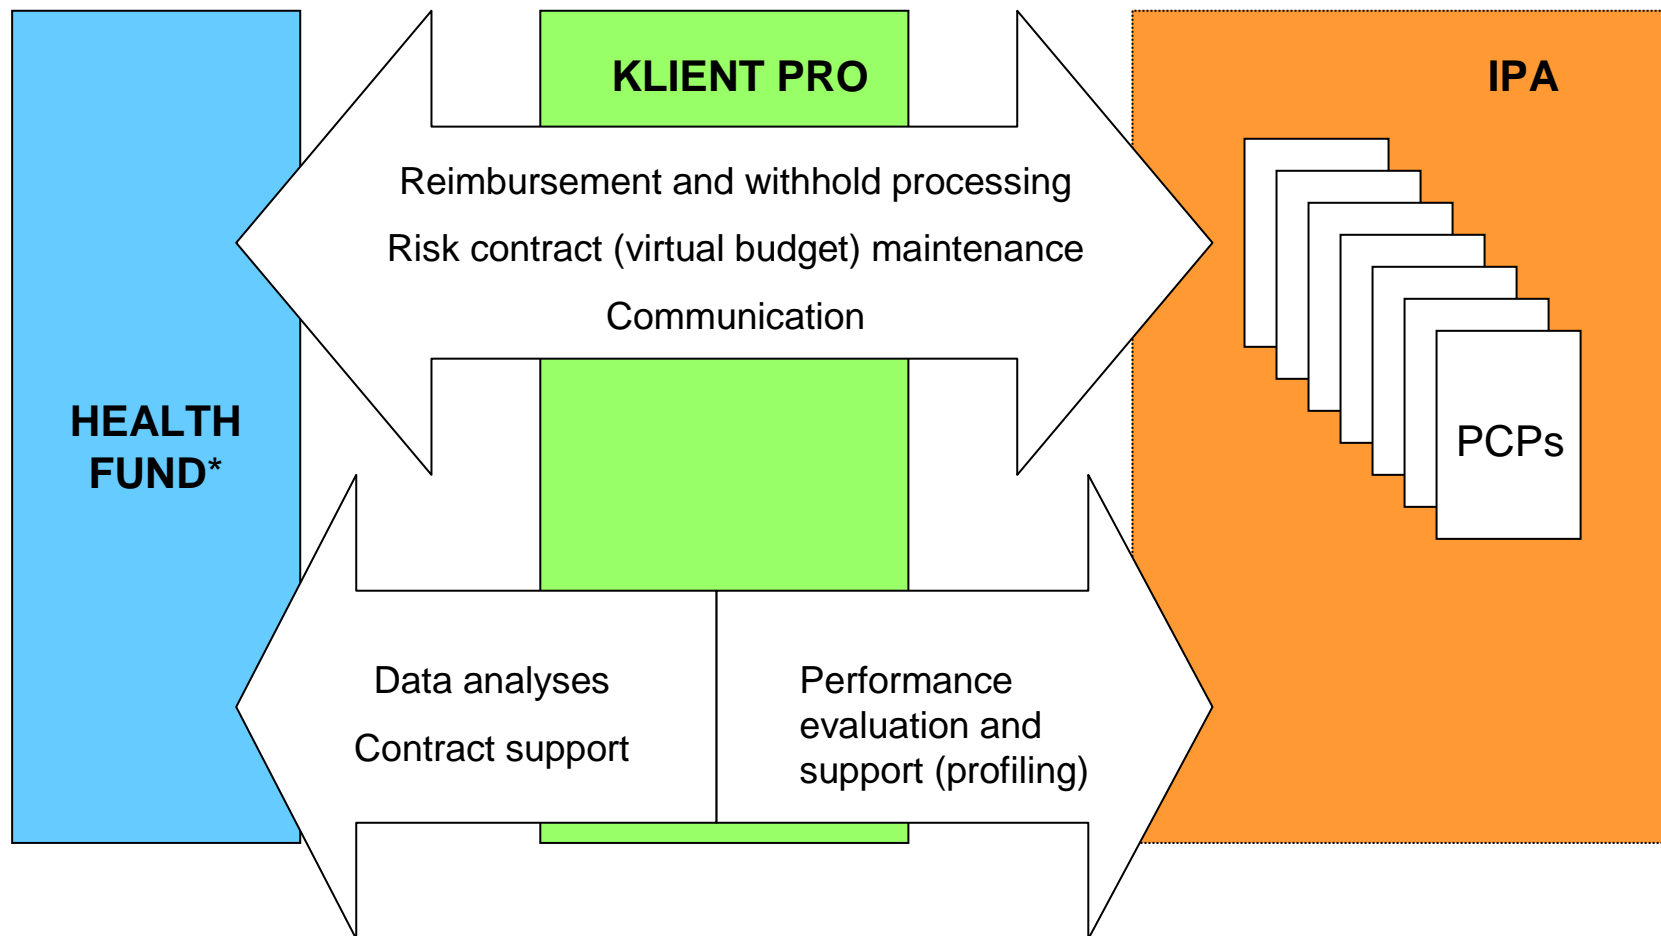 KLIENT PRO
IPA
Reimbursement and withhold processing
Risk contract (virtual budget) maintenance
Communication
HEALTH
FUND*
PCPs
Data analyses
Contract support
Performance
evaluation and
support (profiling)